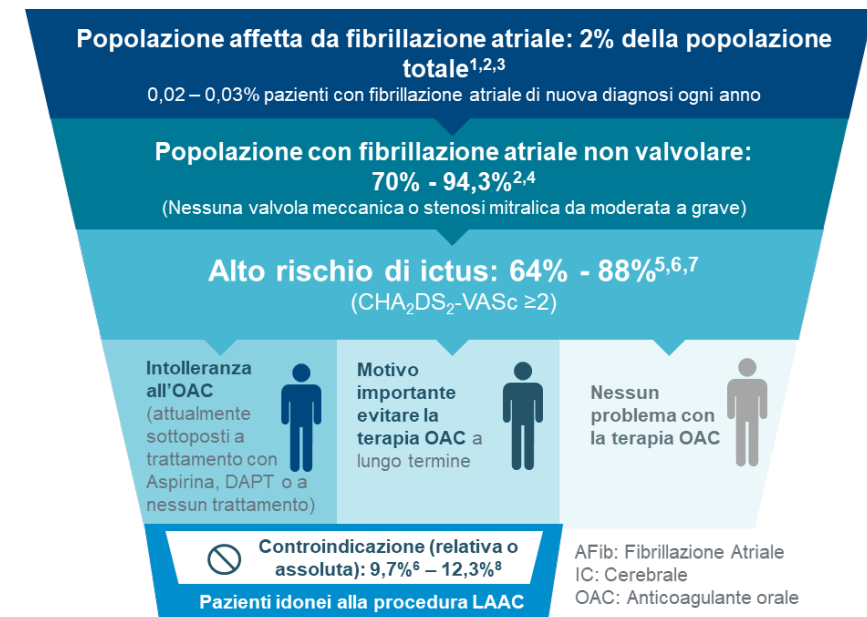 Popolazione affetta da fibrillazione atriale: 2% della popolazione
totale1,2,3
0,02 – 0,03% pazienti con fibrillazione atriale di nuova diagnosi ogni anno
Popolazione con fibrillazione atriale non valvolare:
70% - 94,3%2,4
(Nessuna valvola meccanica o stenosi mitralica da moderata a grave)
Alto rischio di ictus: 64% - 88%5,6,7
(CHA2DS2-VASc ≥2)
Intolleranza
all'OAC
(attualmente
sottoposti a
trattamento con
Aspirina, DAPT o a
nessun trattamento)
Motivo
importante
evitare la
terapia OAC a
lungo termine
Nessun
problema con
la terapia OAC
Controindicazione (relativa o
assoluta): 9,7%6 – 12,3%8
Pazienti idonei alla procedura LAAC
AFib: Fibrillazione Atriale
IC: Cerebrale
OAC: Anticoagulante orale